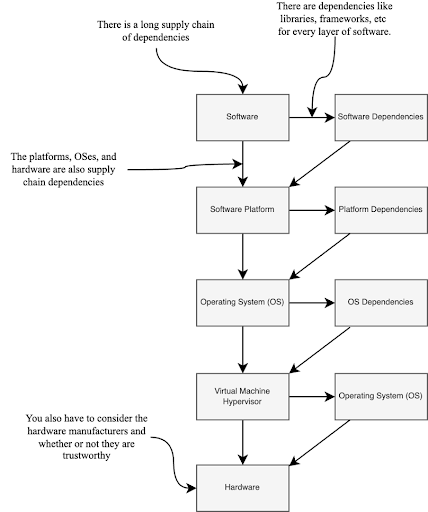 There are dependencies like
libraries, frameworks, etc
for every layer of software.
There is a long supply chain
of dependencies
Software
Software Dependencies
The platforms, OSes, and
hardware are also supply
chain dependencies
Software Platform
Platform Dependencies
Operating System (OS)
OS Dependencies
Virtual Machine
Hypervisor
Operating System (OS)
You also have to consider the
hardware manufacturers and
whether or not they are
trustworthy
Hardware